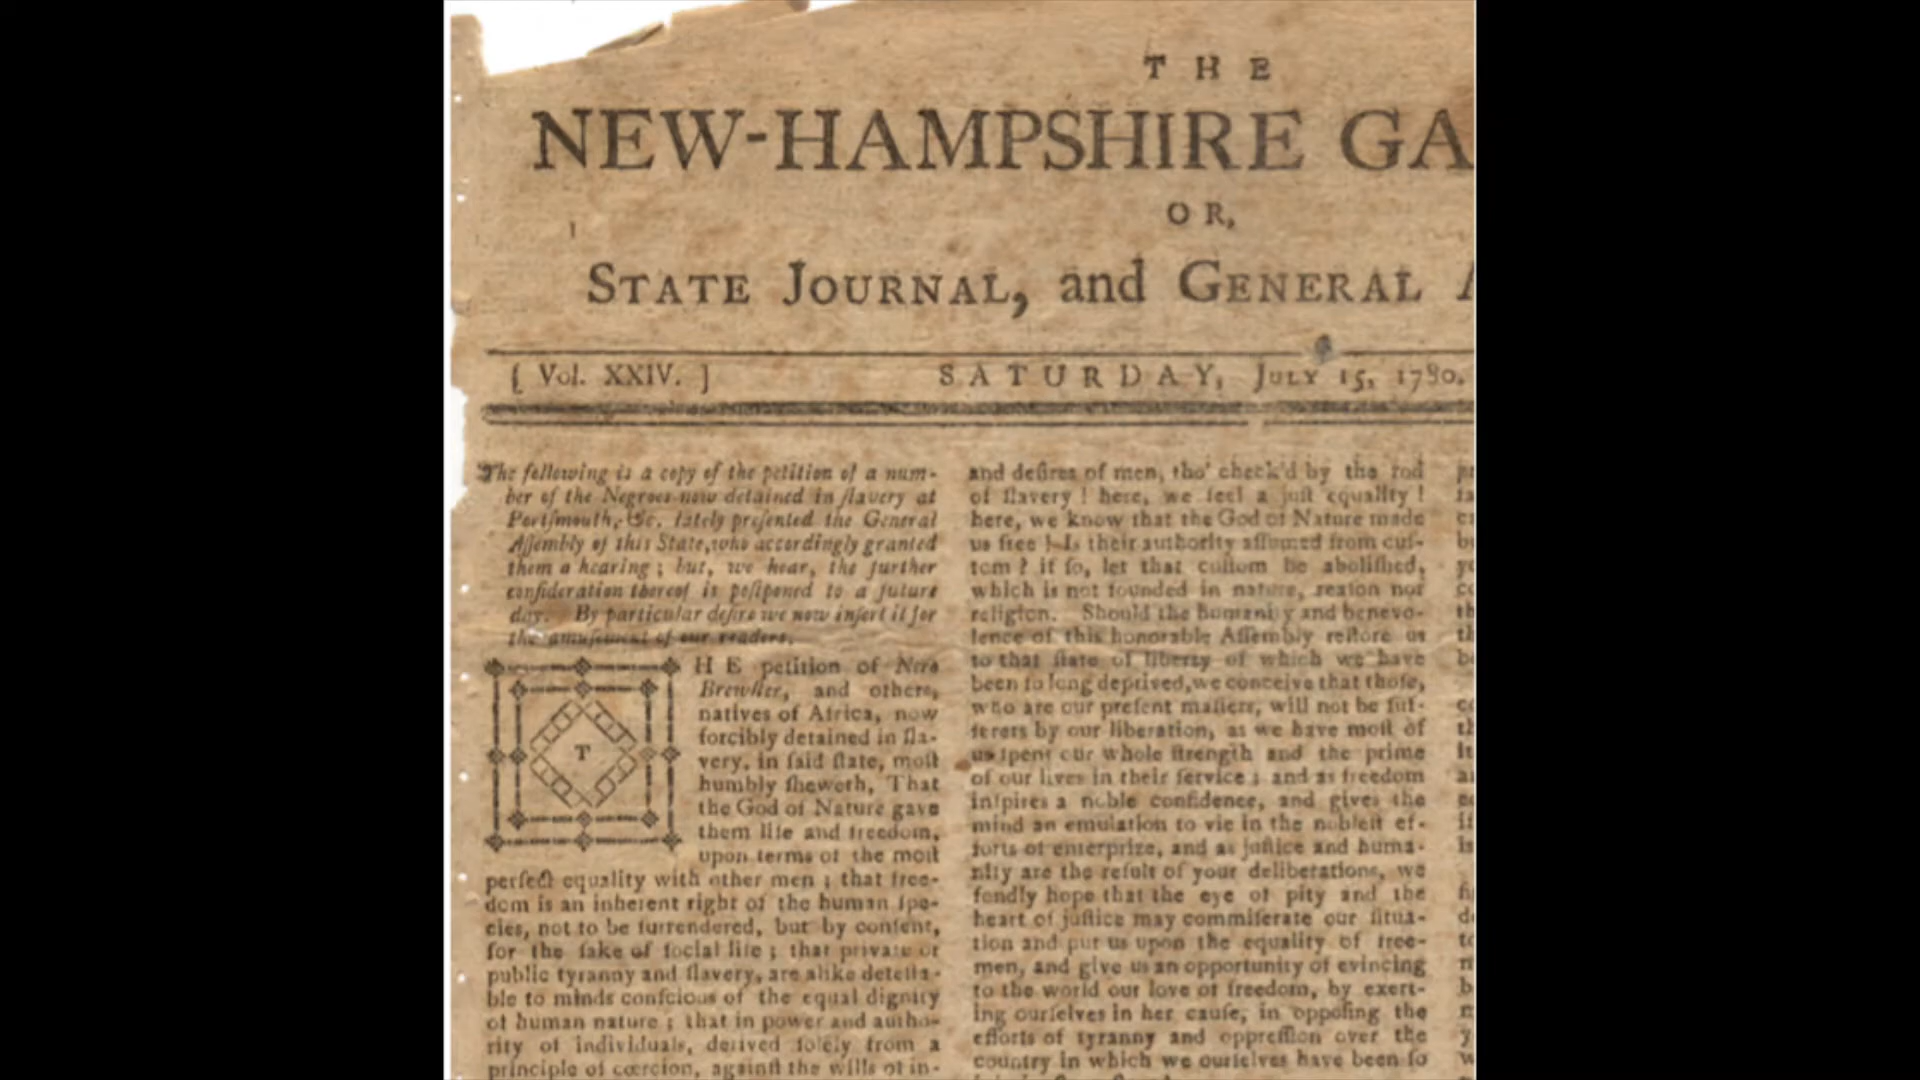 THE
NEW-HAMPSHIRE GA
OR,
STATE JOURNAL, and GENERAL A
[ Vol. XXIV. ]
SATURDAY, JULY 15, 1780.
The following is a copy of the petition of a num-
ber of the Negroes now detained in ſlavery at
Portſmouth, &c. lately preſented the General
Aſſembly of this State, who accordingly granted
them a hearing ; but, we hear, the further
conſideration thereof is poſtponed to a future
day. By particular deſire we now inſert it for
the amuſement of our readers.
T
HE petition of Nero
Brewſter, and others,
natives of Africa, now
forcibly detained in ſla-
very, in ſaid ſtate, moſt
humbly ſheweth, That
the God of Nature gave
them life and freedom,
upon terms of the moſt
perfect equality with other men ; that free-
dom is an inherent right of the human ſpe-
cies, not to be ſurrendered, but by conſent,
for the ſake of ſocial life ; that private or
public tyranny and ſlavery, are alike deteſta-
ble to minds conſcious of the equal dignity
of human nature ; that in power and autho-
rity of individuals, derived ſolely from a
principle of cœrcion, againſt the wills of in-
and deſires of men, tho' check'd by the rod
of ſlavery ! here, we feel a juſt equality !
here, we know that the God of Nature made
us free ! Is their authority aſſumed from cuſ-
tom ? if ſo, let that cuſtom be aboliſhed,
which is not founded in nature, reaſon nor
religion. Should the humanity and benevo-
lence of this honorable Aſſembly reſtore us
to that ſtate of liberty of which we have
been ſo long deprived, we conceive that thoſe,
who are our preſent maſters, will not be ſuf-
ferers by our liberation, as we have moſt of
us ſpent our whole ſtrength and the prime
of our lives in their ſervice ; and as freedom
inſpires a noble confidence, and gives the
mind an emulation to vie in the nobleſt ef-
forts of enterprize, and as juſtice and huma-
nity are the reſult of your deliberations, we
fondly hope that the eye of pity and the
heart of juſtice may commiſerate our ſitua-
tion and put us upon the equality of free-
men, and give us an opportunity of evincing
to the world our love of freedom, by exert-
ing ourſelves in her cauſe, in oppoſing the
efforts of tyranny and oppreſſion over the
country in which we ourſelves have been ſo